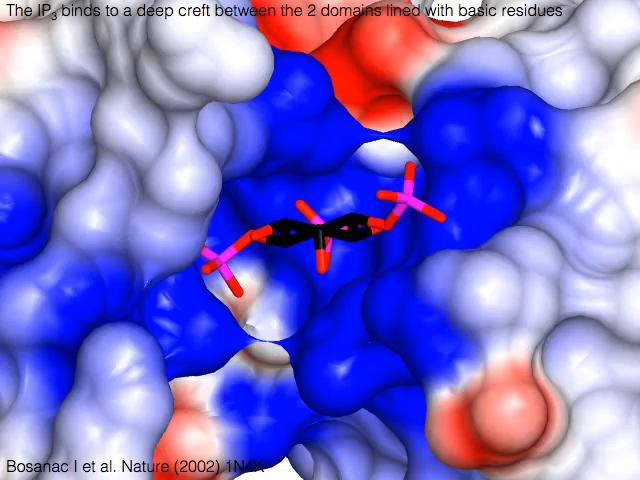 The IP₃ binds to a deep creft between the 2 domains lined with basic residues
Bosanac I et al. Nature (2002) 1N4K